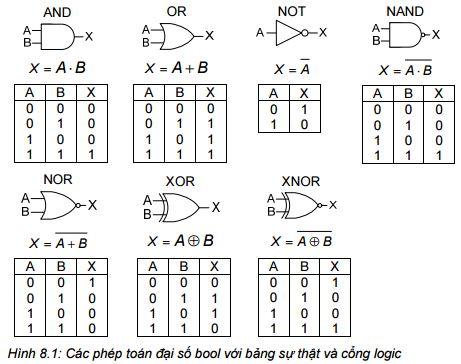 AND
A
B
X
X = A · B
A B X
0 0 0
0 1 0
1 0 0
1 1 1
OR
A
B
X
X = A + B
A B X
0 0 0
0 1 1
1 0 1
1 1 1
NOT
A
X
X = A̅
A X
0 1
1 0
NAND
A
B
X
X = A̅ ·̅ B̅
A B X
0 0 0
0 1 0
1 0 0
1 1 1
NOR
A
B
X
X = A̅ +̅ B̅
A B X
0 0 1
0 1 0
1 0 0
1 1 0
XOR
A
B
X
X = A ⊕ B
A B X
0 0 0
0 1 1
1 0 1
1 1 0
XNOR
A
B
X
X = A̅ ⊕̅ B̅
A B X
0 0 1
0 1 0
1 0 0
1 1 1
Hình 8.1: Các phép toán đại số bool với bảng sự thật và cổng logic